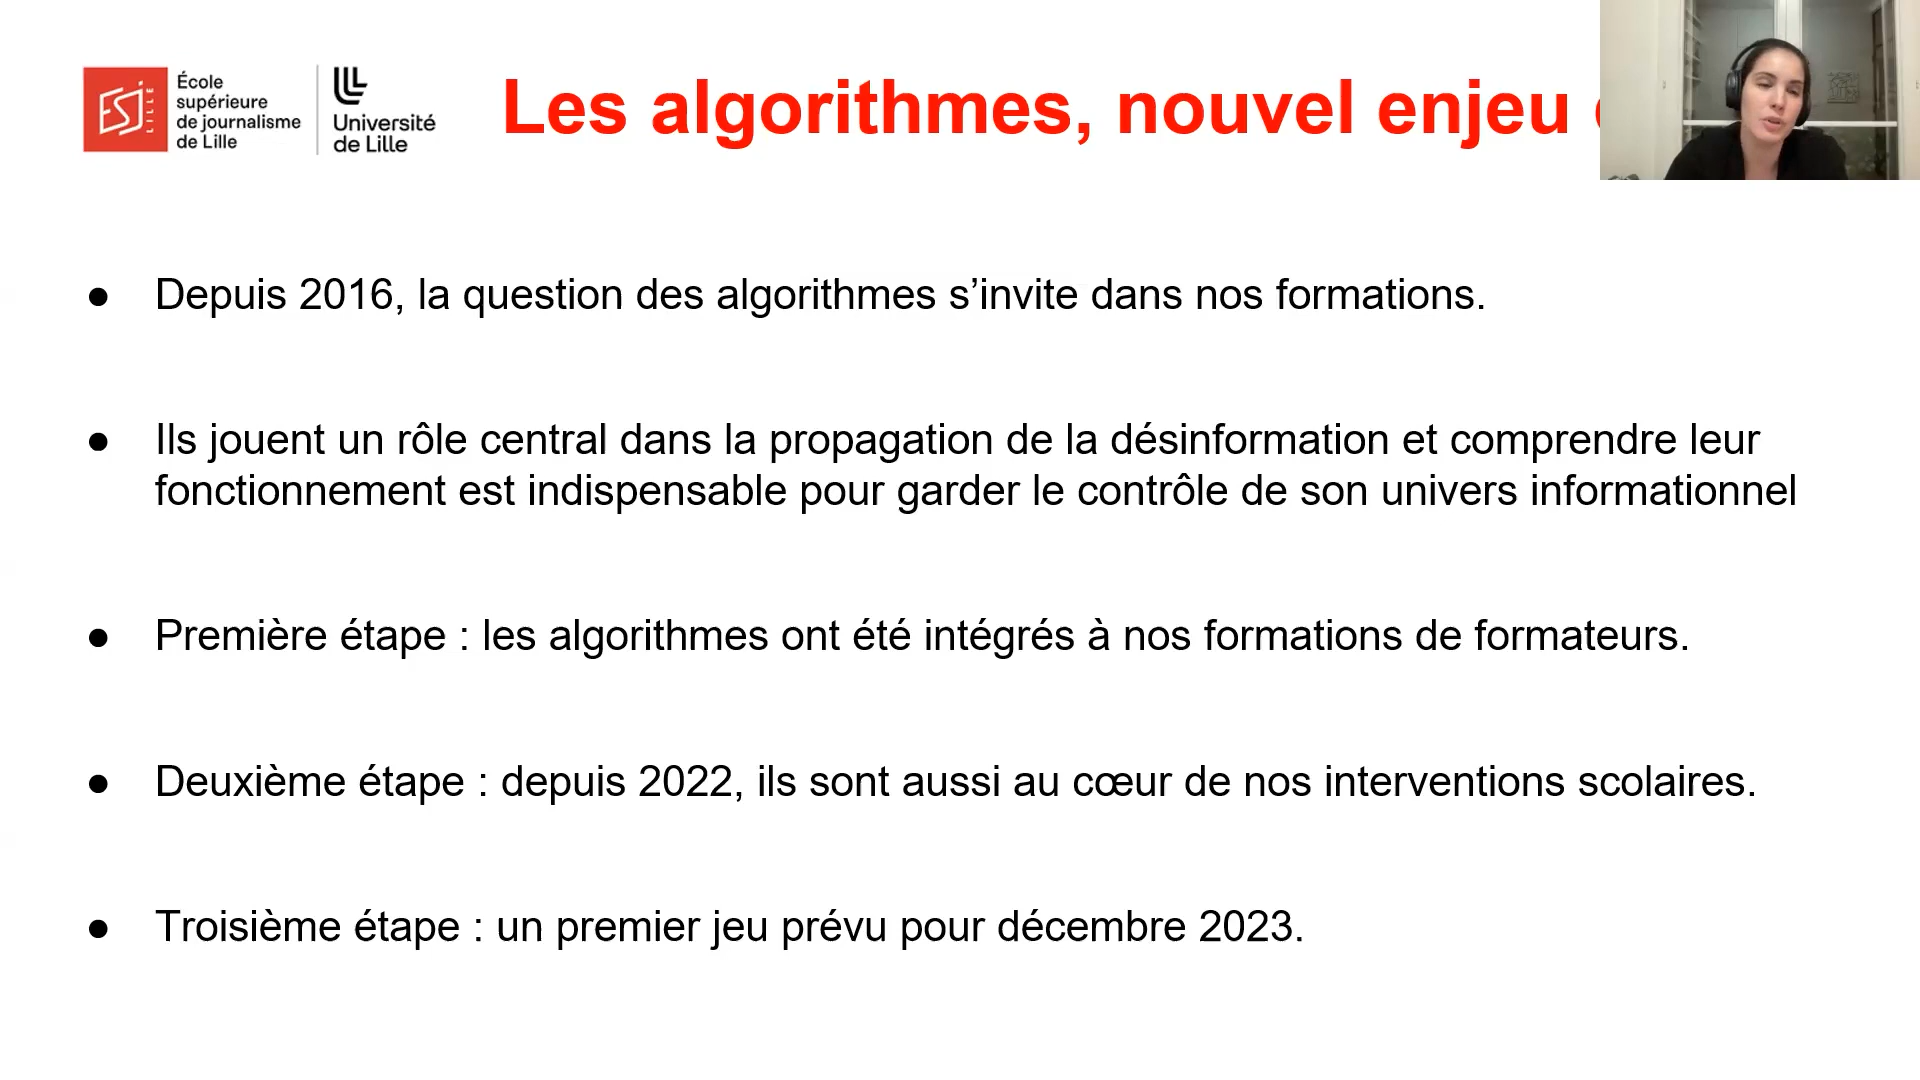 ESJ
LILLE
École
supérieure
de journalisme
de Lille
Université
de Lille
Les algorithmes, nouvel enjeu
● Depuis 2016, la question des algorithmes s’invite dans nos formations.
● Ils jouent un rôle central dans la propagation de la désinformation et comprendre leur
fonctionnement est indispensable pour garder le contrôle de son univers informationnel
● Première étape : les algorithmes ont été intégrés à nos formations de formateurs.
● Deuxième étape : depuis 2022, ils sont aussi au cœur de nos interventions scolaires.
● Troisième étape : un premier jeu prévu pour décembre 2023.